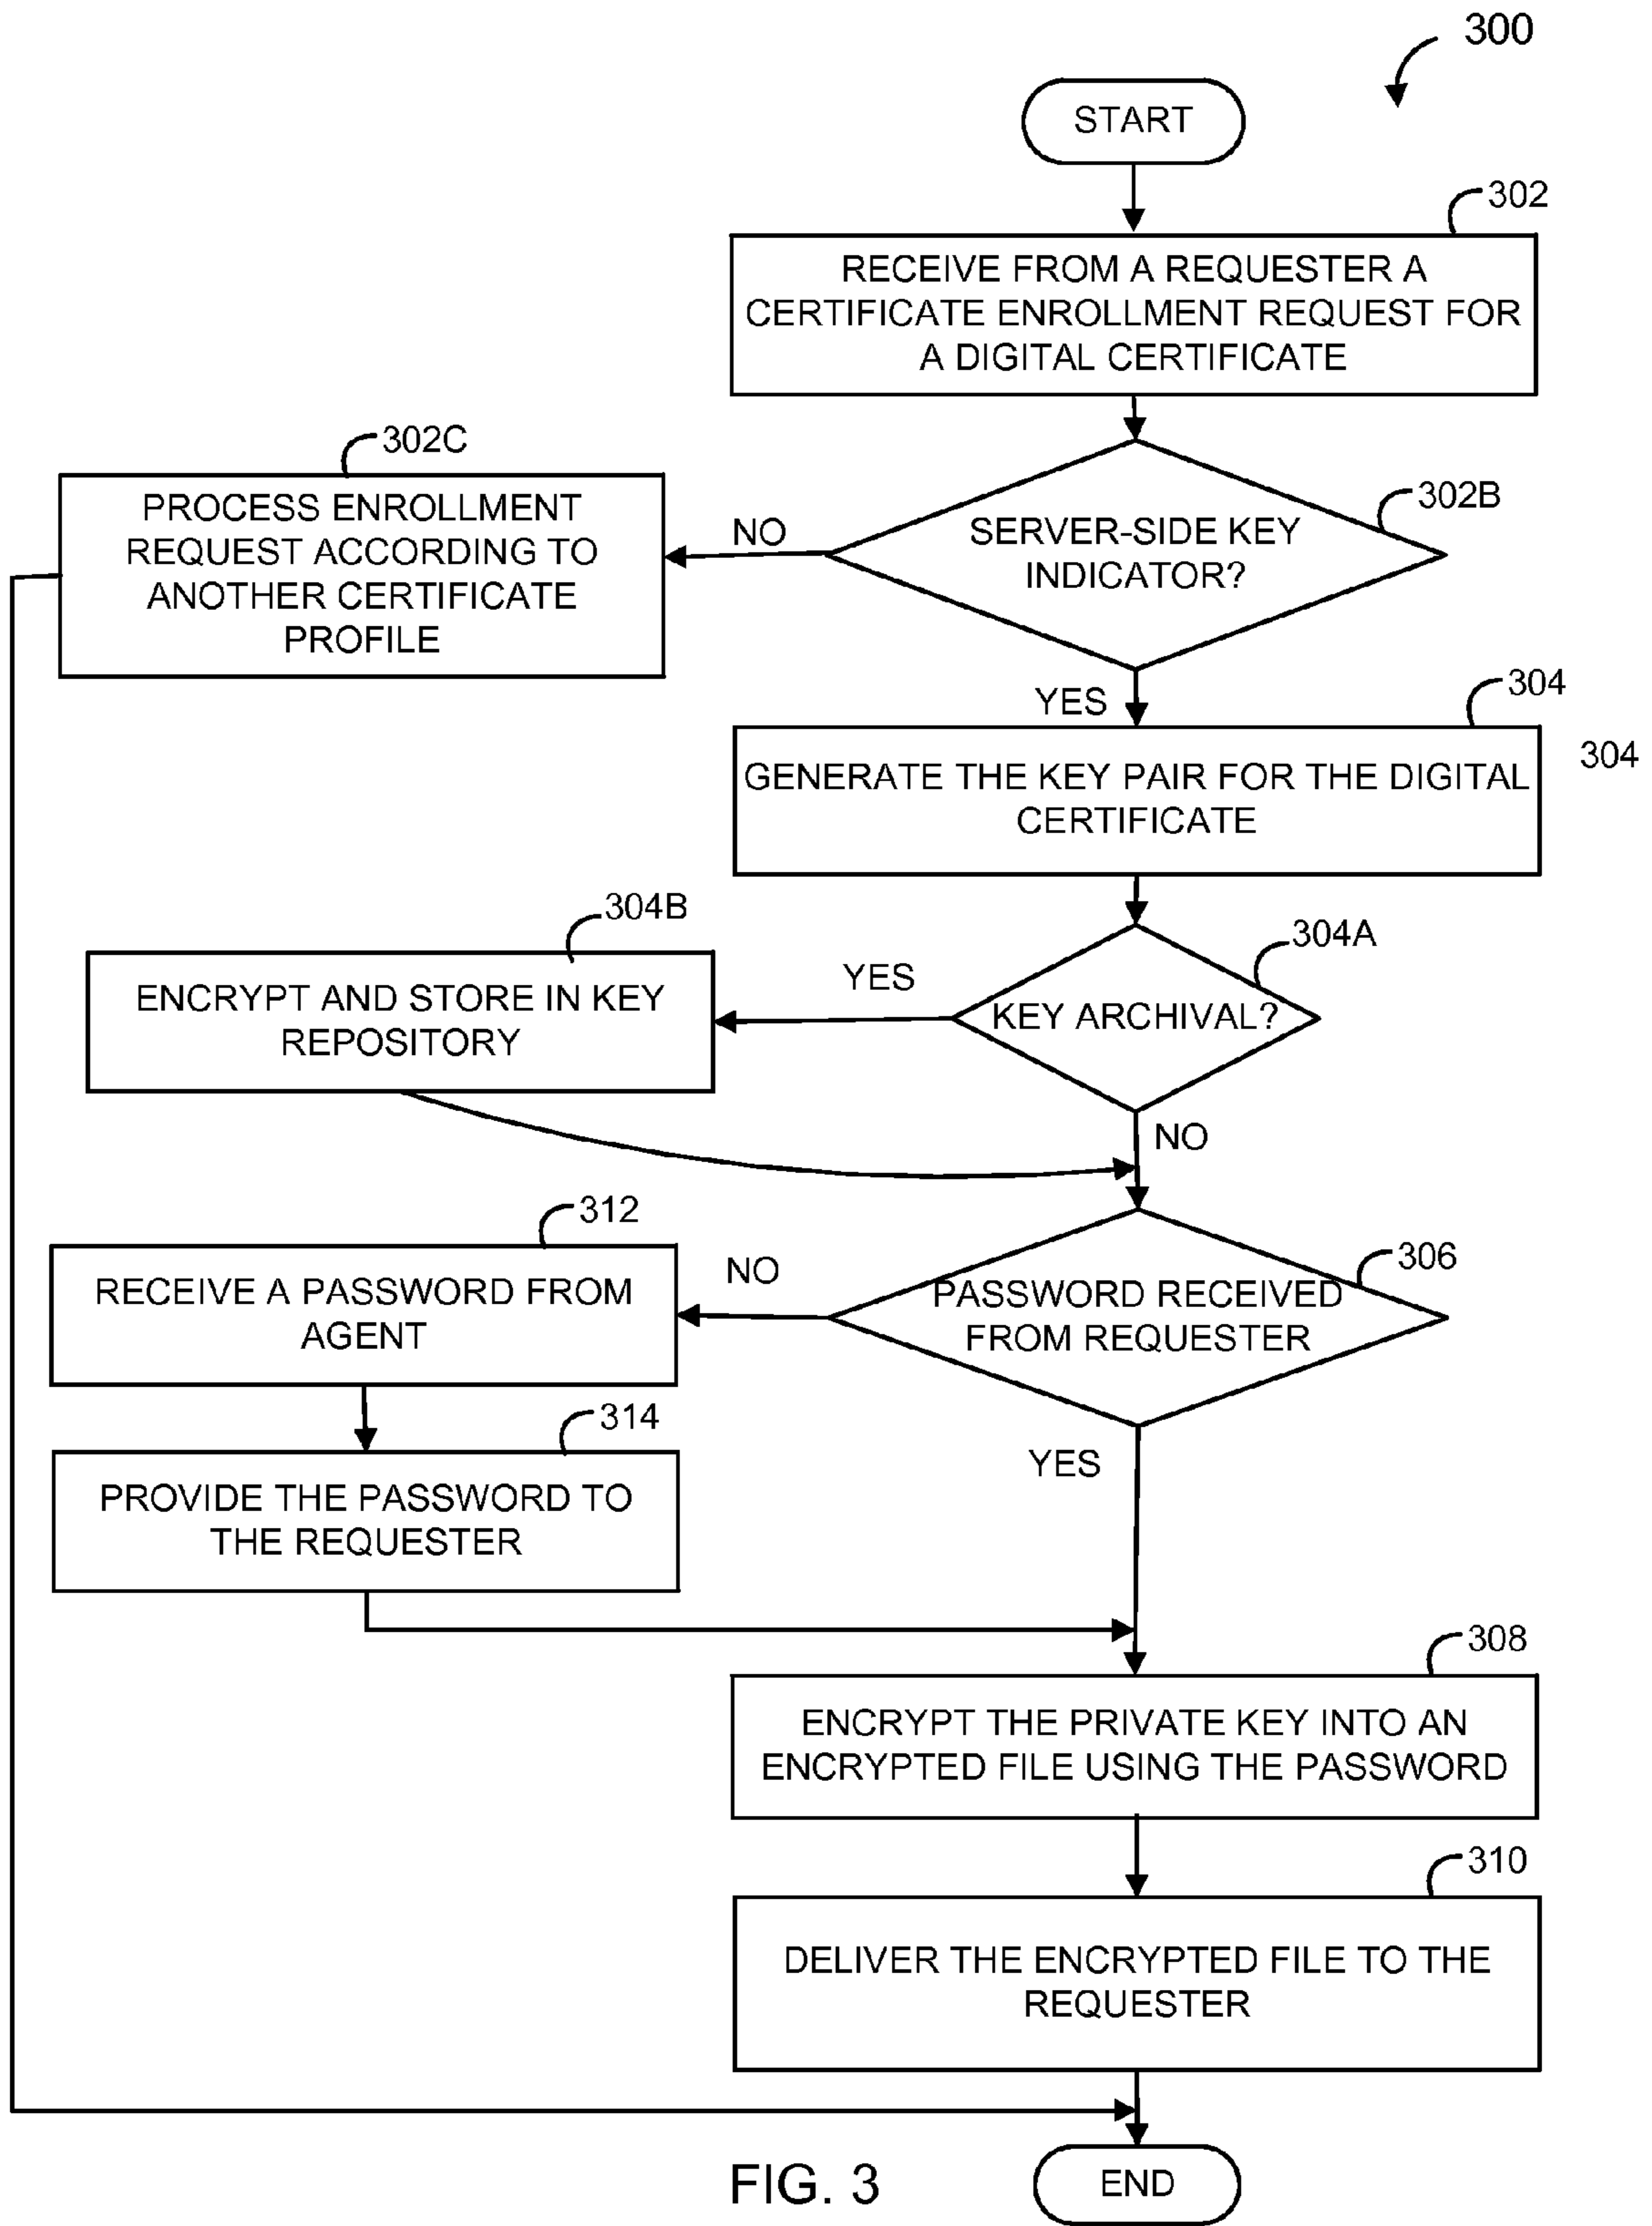 300
START
302
RECEIVE FROM A REQUESTER A
CERTIFICATE ENROLLMENT REQUEST FOR
A DIGITAL CERTIFICATE
302C
PROCESS ENROLLMENT
REQUEST ACCORDING TO
ANOTHER CERTIFICATE
PROFILE
NO
302B
SERVER-SIDE KEY
INDICATOR?
YES
304
304
GENERATE THE KEY PAIR FOR THE DIGITAL
CERTIFICATE
304B
ENCRYPT AND STORE IN KEY
REPOSITORY
YES
304A
KEY ARCHIVAL?
NO
312
RECEIVE A PASSWORD FROM
AGENT
NO
306
PASSWORD RECEIVED
FROM REQUESTER
314
PROVIDE THE PASSWORD TO
THE REQUESTER
YES
308
ENCRYPT THE PRIVATE KEY INTO AN
ENCRYPTED FILE USING THE PASSWORD
310
DELIVER THE ENCRYPTED FILE TO THE
REQUESTER
FIG. 3
END